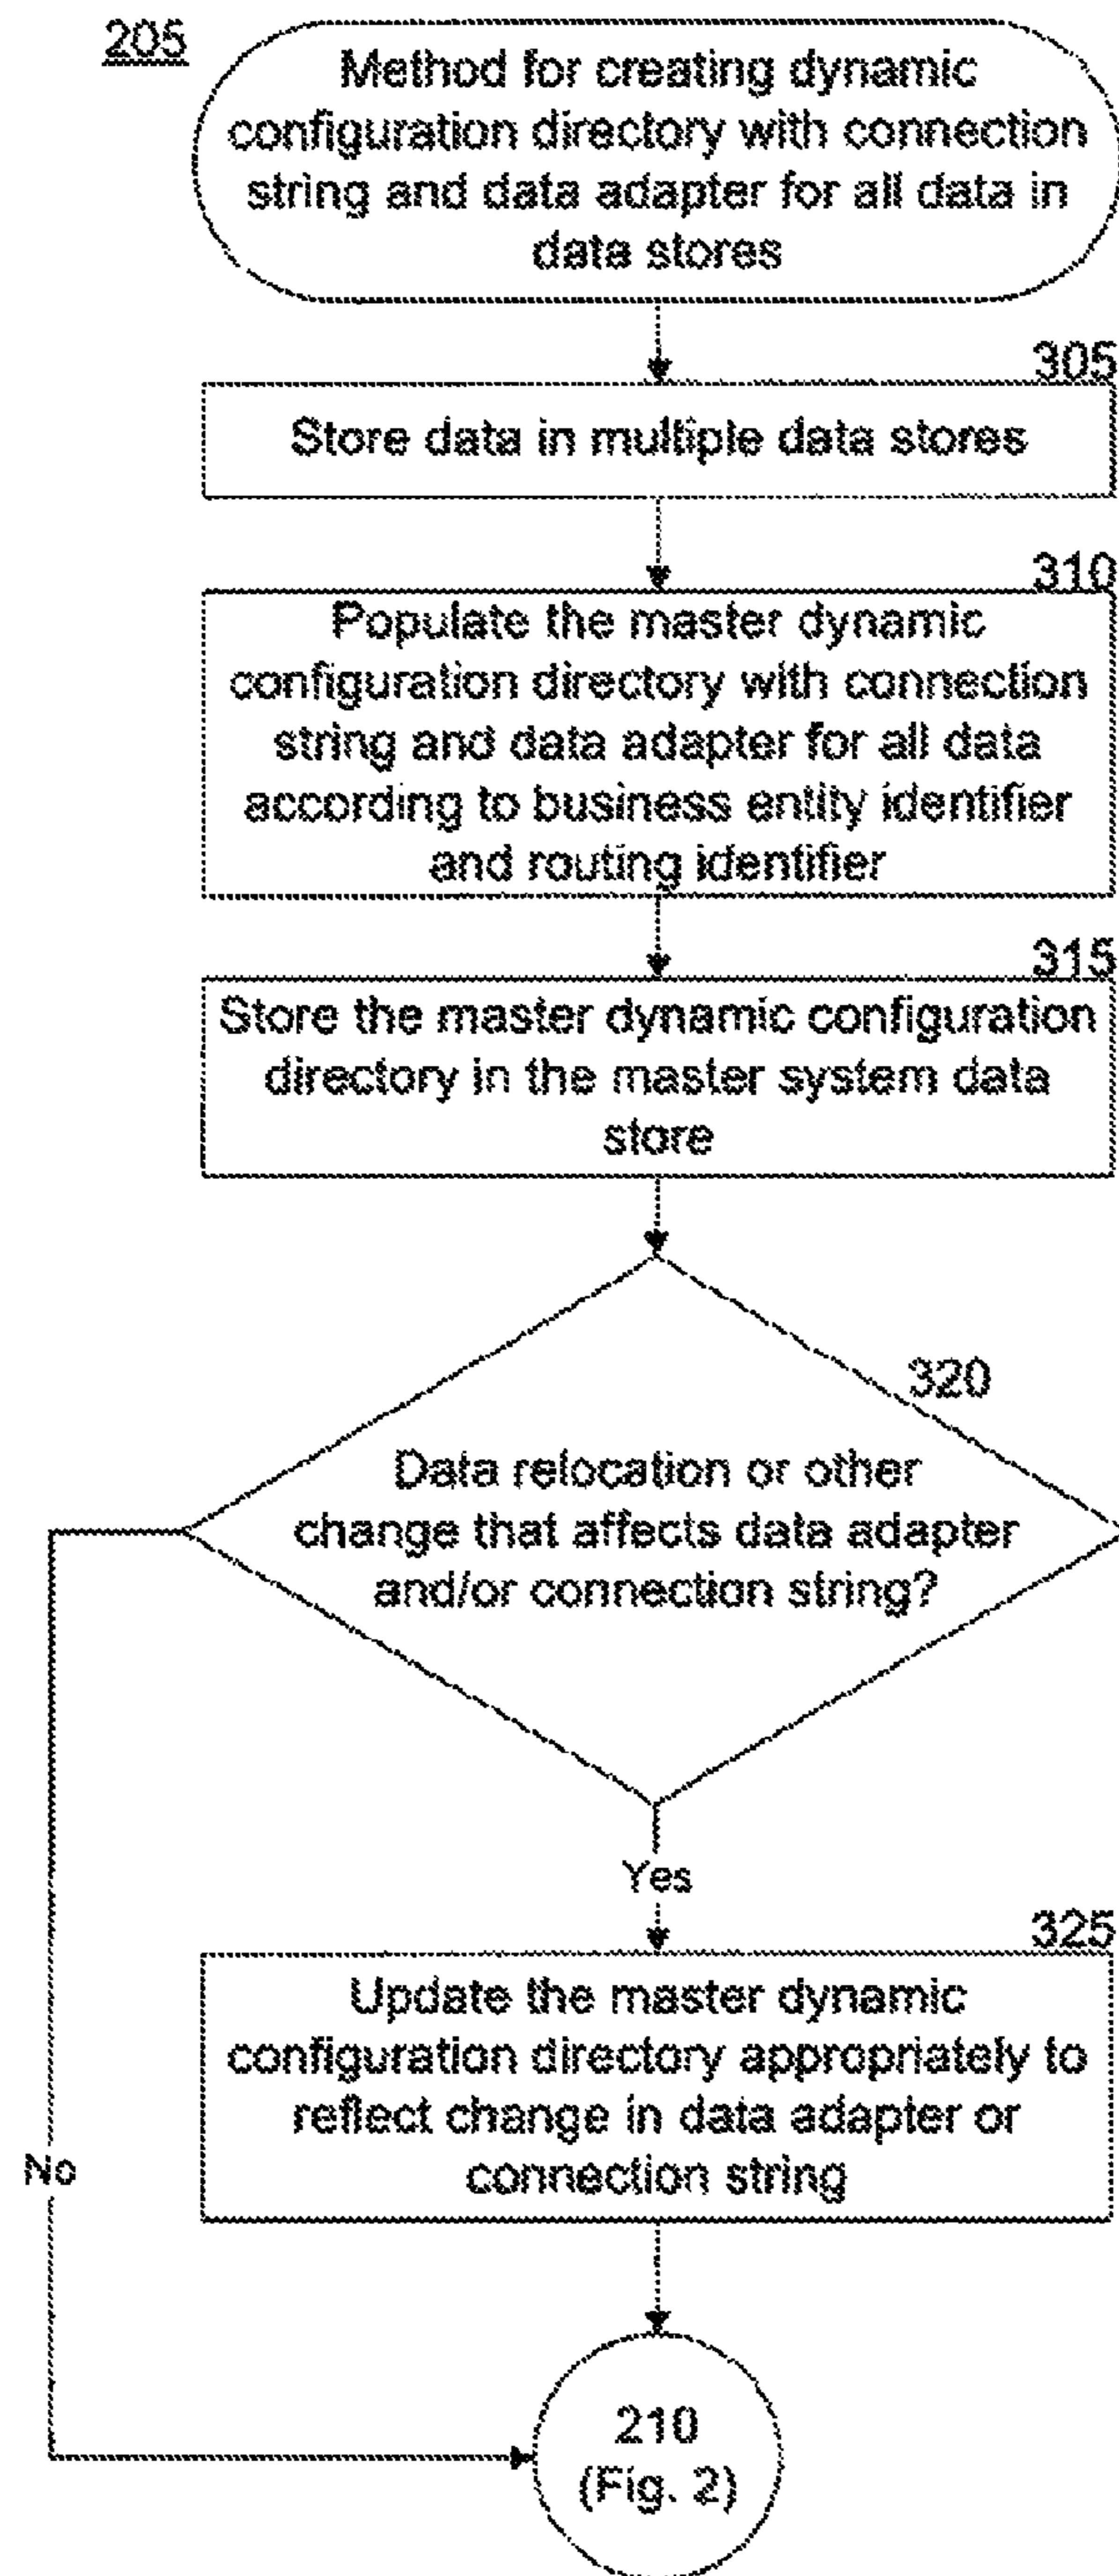 205
Method for creating dynamic
configuration directory with connection
string and data adapter for all data in
data stores
305
Store data in multiple data stores
310
Populate the master dynamic
configuration directory with connection
string and data adapter for all data
according to business entity identifier
and routing identifier
315
Store the master dynamic configuration
directory in the master system data
store
320
Data relocation or other
change that affects data adapter
and/or connection string?
Yes
325
Update the master dynamic
configuration directory appropriately to
reflect change in data adapter or
connection string
No
210
(Fig. 2)